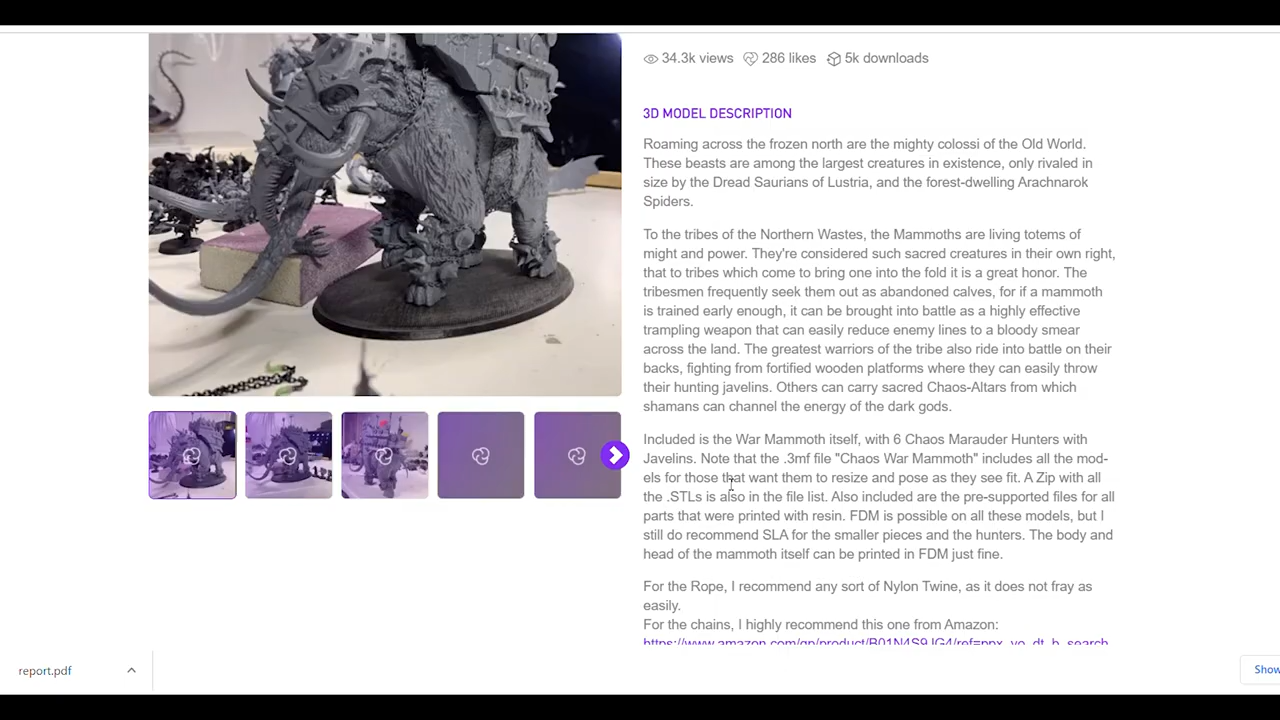 34.3k views 286 likes 5k downloads
3D MODEL DESCRIPTION
Roaming across the frozen north are the mighty colossi of the Old World.
These beasts are among the largest creatures in existence, only rivaled in
size by the Dread Saurians of Lustria, and the forest-dwelling Arachnarok
Spiders.
To the tribes of the Northern Wastes, the Mammoths are living totems of
might and power. They're considered such sacred creatures in their own right,
that to tribes which come to bring one into the fold it is a great honor. The
tribesmen frequently seek them out as abandoned calves, for if a mammoth
is trained early enough, it can be brought into battle as a highly effective
trampling weapon that can easily reduce enemy lines to a bloody smear
across the land. The greatest warriors of the tribe also ride into battle on their
backs, fighting from fortified wooden platforms where they can easily throw
their hunting javelins. Others can carry sacred Chaos-Altars from which
shamans can channel the energy of the dark gods.
Included is the War Mammoth itself, with 6 Chaos Marauder Hunters with
Javelins. Note that the .3mf file "Chaos War Mammoth" includes all the mod-
els for those that want them to resize and pose as they see fit. A Zip with all
the .STLs is also in the file list. Also included are the pre-supported files for all
parts that were printed with resin. FDM is possible on all these models, but I
still do recommend SLA for the smaller pieces and the hunters. The body and
head of the mammoth itself can be printed in FDM just fine.
For the Rope, I recommend any sort of Nylon Twine, as it does not fray as
easily.
For the chains, I highly recommend this one from Amazon:
https://www.amazon.com/gp/product/B01N4S9JG4/ref=ppx_yo_dt_b_search
report.pdf
Show